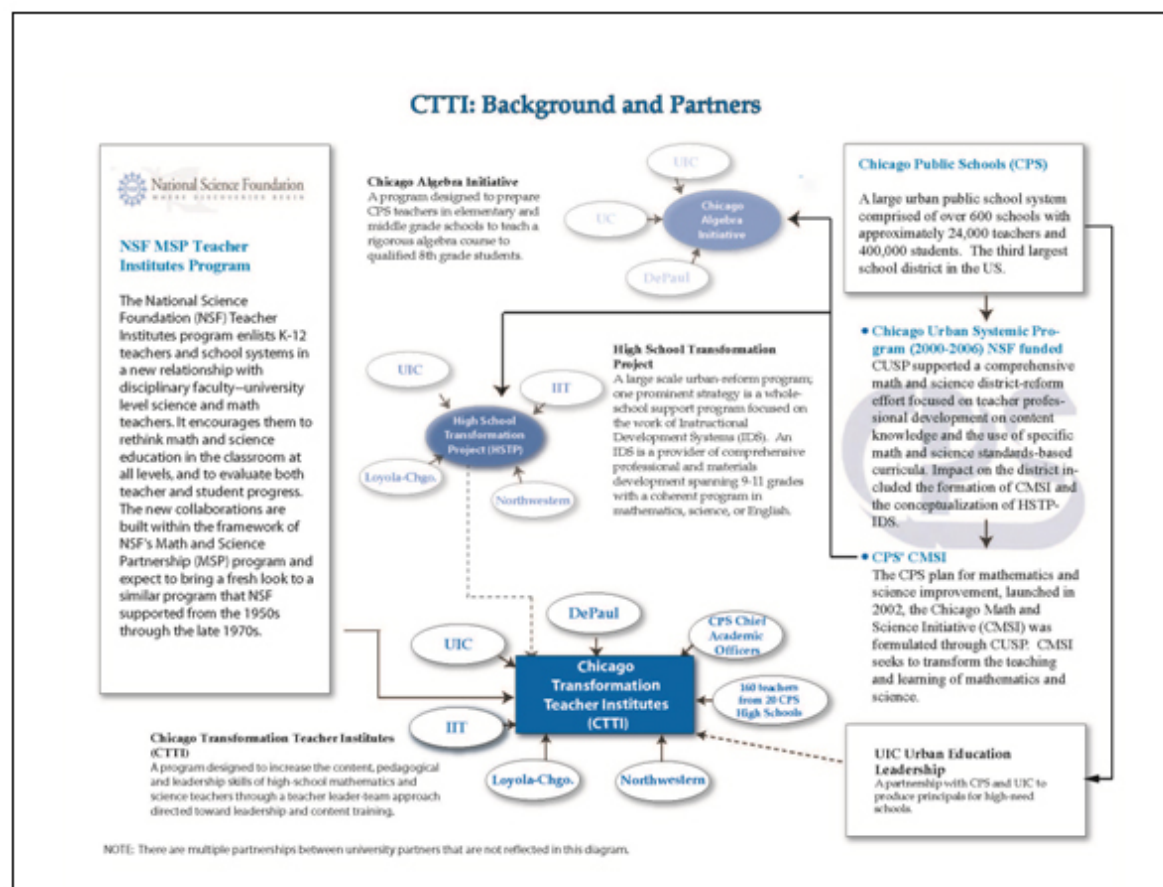 CTTI: Background and Partners
National Science Foundation
WHERE DISCOVERIES BEGIN
NSF MSP Teacher
Institutes Program
The National Science
Foundation (NSF) Teacher
Institutes program enlists K-12
teachers and school systems in
a new relationship with
disciplinary faculty—university
level science and math
teachers. It encourages them to
rethink math and science
education in the classroom at
all levels, and to evaluate both
teacher and student progress.
The new collaborations are
built within the framework of
NSF's Math and Science
Partnership (MSP) program and
expect to bring a fresh look to a
similar program that NSF
supported from the 1950s
through the late 1970s.
Chicago Algebra Initiative
A program designed to prepare
CPS teachers in elementary and
middle grade schools to teach a
rigorous algebra course to
qualified 8th grade students.
UIC
UC
DePaul
Chicago
Algebra
Initiative
Chicago Public Schools (CPS)
A large urban public school system
comprised of over 600 schools with
approximately 24,000 teachers and
400,000 students. The third largest
school district in the US.
• Chicago Urban Systemic Pro-
gram (2000-2006) NSF funded
CUSP supported a comprehensive
math and science district-reform
effort focused on teacher profes-
sional development on content
knowledge and the use of specific
math and science standards-based
curricula. Impact on the district in-
cluded the formation of CMSI and
the conceptualization of HSTP-
IDS.
• CPS' CMSI
The CPS plan for mathematics and
science improvement, launched in
2002, the Chicago Math and
Science Initiative (CMSI) was
formulated through CUSP. CMSI
seeks to transform the teaching
and learning of mathematics and
science.
High School Transformation
Project
A large scale urban-reform program;
one prominent strategy is a whole-
school support program focused on
the work of Instructional
Development Systems (IDS). An
IDS is a provider of comprehensive
professional and materials
development spanning 9-11 grades
with a coherent program in
mathematics, science, or English.
UIC
IIT
High School
Transformation
Project (HSTP)
Loyola-Chgo.
Northwestern
DePaul
UIC
CPS Chief
Academic
Officers
Chicago
Transformation
Teacher Institutes
(CTTI)
160 teachers
from 20 CPS
High Schools
IIT
Loyola-Chgo.
Northwestern
Chicago Transformation Teacher Institutes
(CTTI)
A program designed to increase the content, pedagogical
and leadership skills of high-school mathematics and
science teachers through a teacher leader-team approach
directed toward leadership and content training.
UIC Urban Education
Leadership
A partnership with CPS and UIC to
produce principals for high-need
schools.
NOTE: There are multiple partnerships between university partners that are not reflected in this diagram.